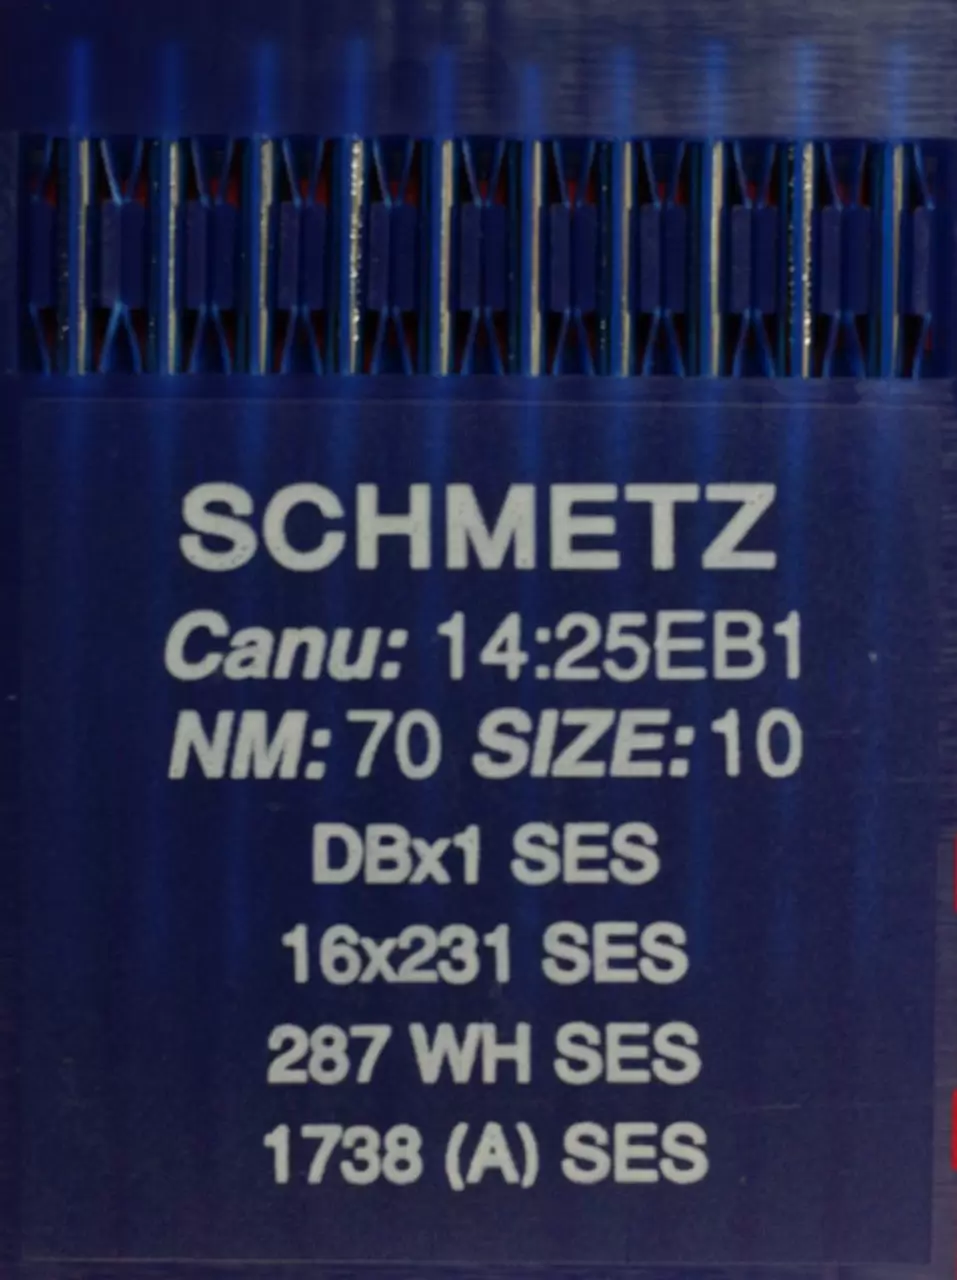 SCHMETZ
Canu: 14:25EB1
NM: 70 SIZE: 10
DBx1 SES
16x231 SES
287 WH SES
1738 (A) SES